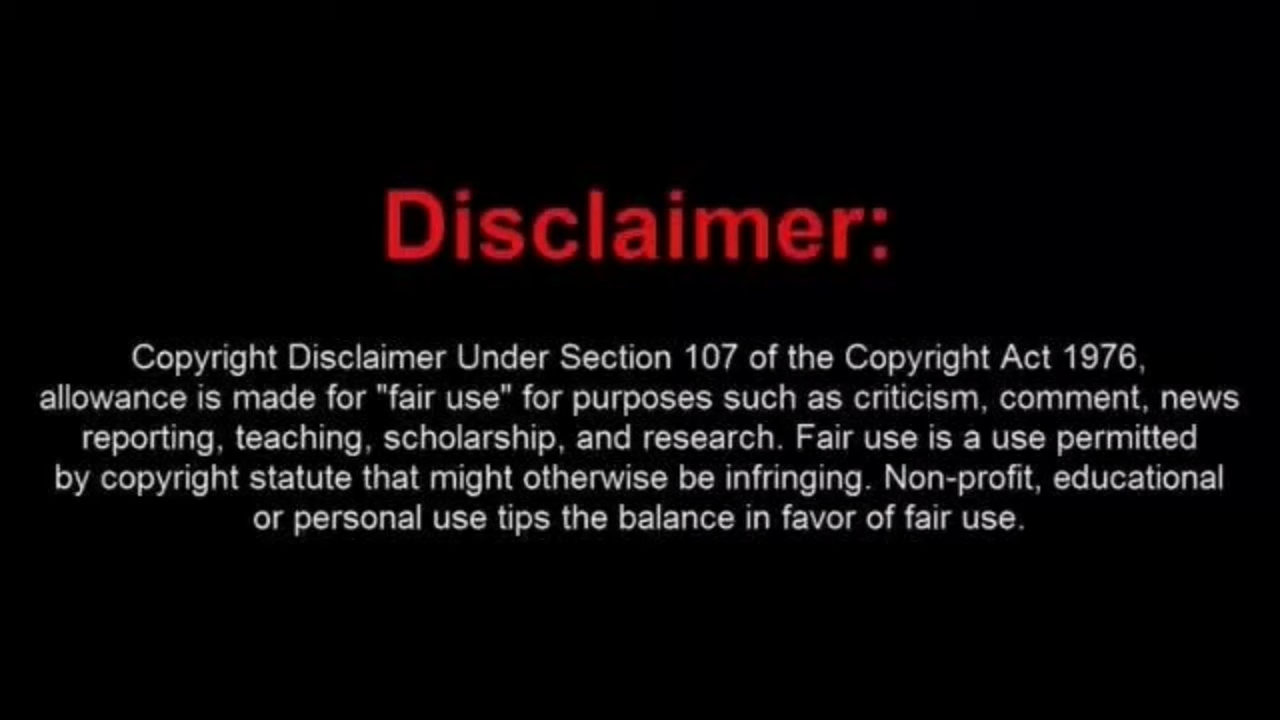 Disclaimer:
Copyright Disclaimer Under Section 107 of the Copyright Act 1976,
allowance is made for "fair use" for purposes such as criticism, comment, news
reporting, teaching, scholarship, and research. Fair use is a use permitted
by copyright statute that might otherwise be infringing. Non-profit, educational
or personal use tips the balance in favor of fair use.